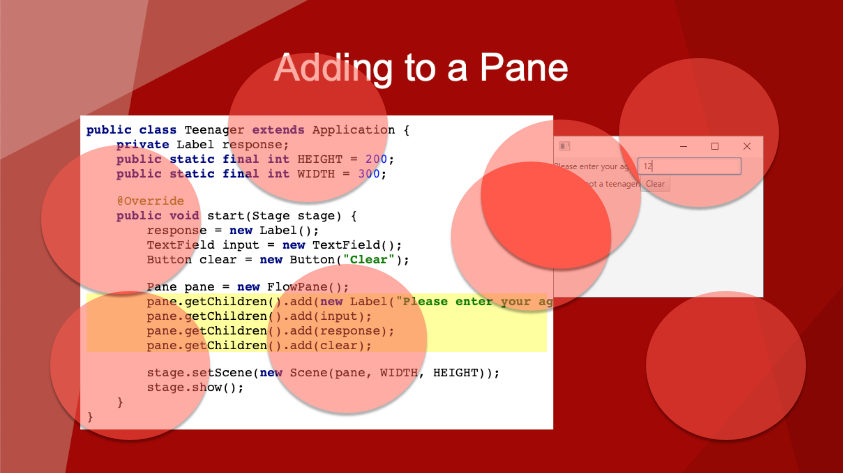 Adding to a Pane
public class Teenager extends Application {
private Label response;
public static final int HEIGHT = 200;
public static final int WIDTH = 300;
@Override
public void start(Stage stage) {
response = new Label();
TextField input = new TextField();
Button clear = new Button("Clear");
Pane pane = new FlowPane();
pane.getChildren().add(new Label("Please enter your ag
pane.getChildren().add(input);
pane.getChildren().add(response);
pane.getChildren().add(clear);
stage.setScene(new Scene(pane, WIDTH, HEIGHT));
stage.show();
}
}
Please enter your ag 12
a teenager Clear